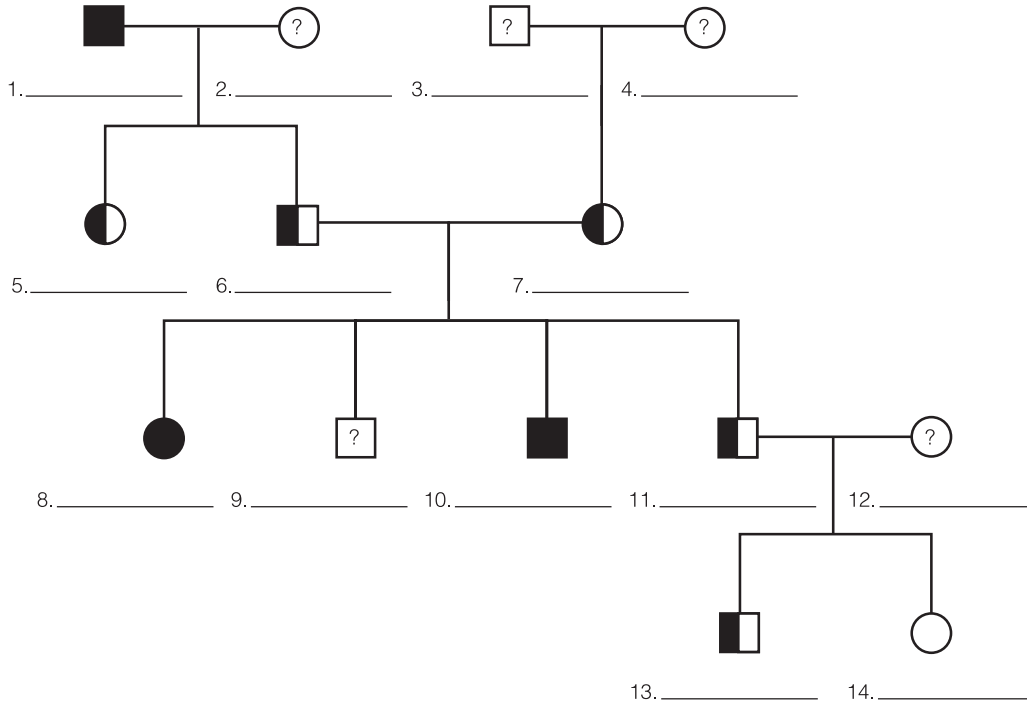 ? ? ?
1. 2. 3. 4.
5. 6. 7.
? ?
8. 9. 10. 11. 12.
13. 14.